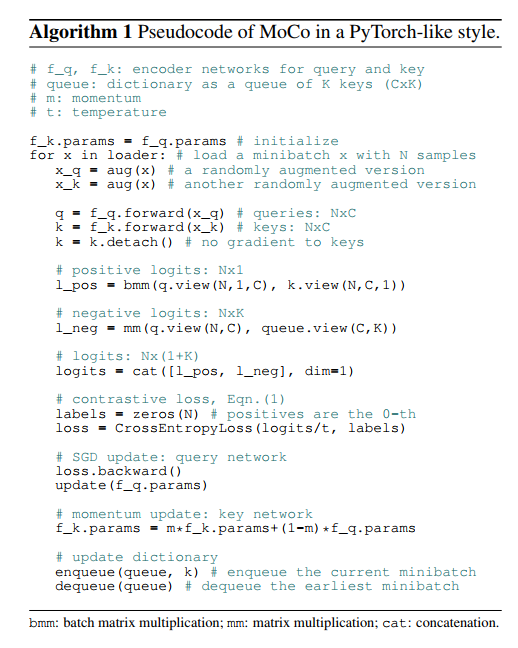 Algorithm 1 Pseudocode of MoCo in a PyTorch-like style.
# f_q, f_k: encoder networks for query and key
# queue: dictionary as a queue of K keys (CxK)
# m: momentum
# t: temperature
f_k.params = f_q.params # initialize
for x in loader: # load a minibatch x with N samples
x_q = aug(x) # a randomly augmented version
x_k = aug(x) # another randomly augmented version
q = f_q.forward(x_q) # queries: NxC
k = f_k.forward(x_k) # keys: NxC
k = k.detach() # no gradient to keys
# positive logits: Nx1
l_pos = bmm(q.view(N,1,C), k.view(N,C,1))
# negative logits: NxK
l_neg = mm(q.view(N,C), queue.view(C,K))
# logits: Nx(1+K)
logits = cat([l_pos, l_neg], dim=1)
# contrastive loss, Eqn.(1)
labels = zeros(N) # positives are the 0-th
loss = CrossEntropyLoss(logits/t, labels)
# SGD update: query network
loss.backward()
update(f_q.params)
# momentum update: key network
f_k.params = m*f_k.params+(1-m)*f_q.params
# update dictionary
enqueue(queue, k) # enqueue the current minibatch
dequeue(queue) # dequeue the earliest minibatch
bmm: batch matrix multiplication; mm: matrix multiplication; cat: concatenation.